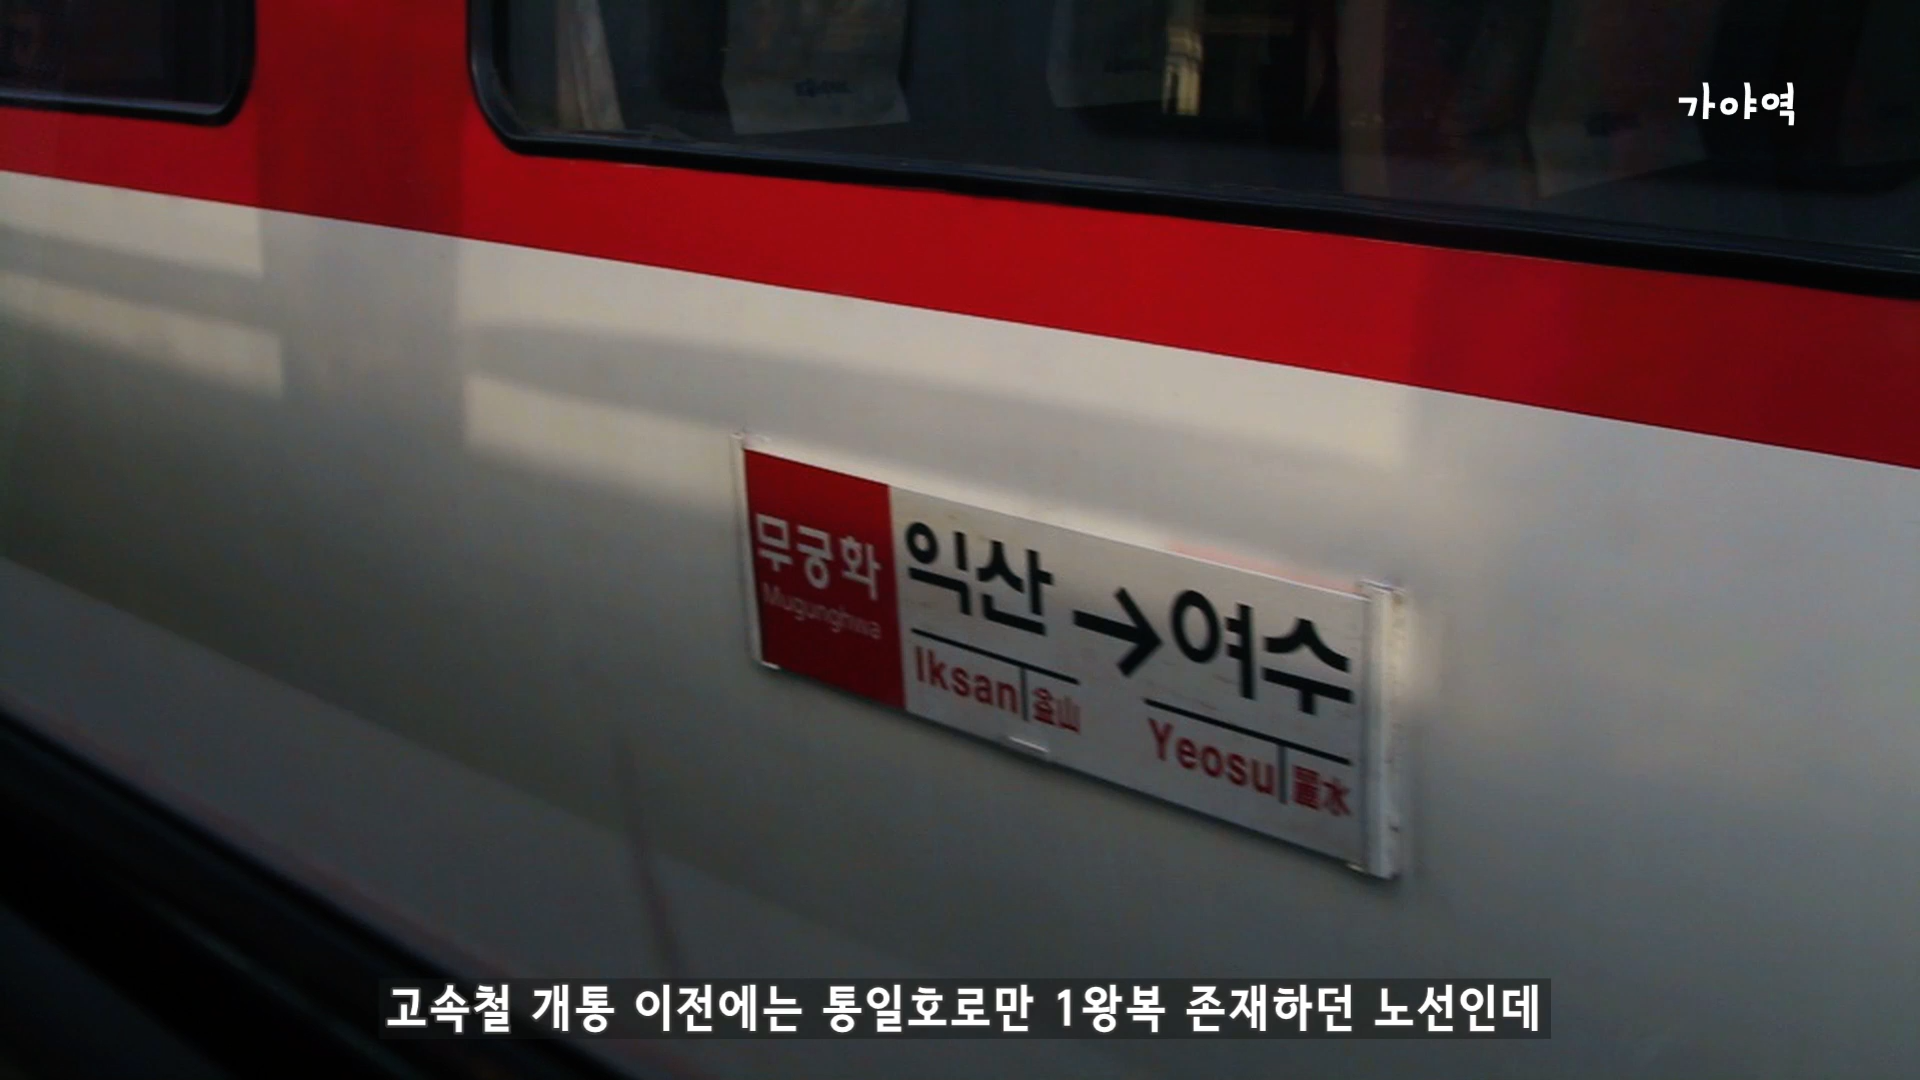 가야역
무궁화
Mugunghwa
익산→여수
Iksan 益山
Yeosu 麗水
고속철 개통 이전에는 통일호로만 1왕복 존재하던 노선인데